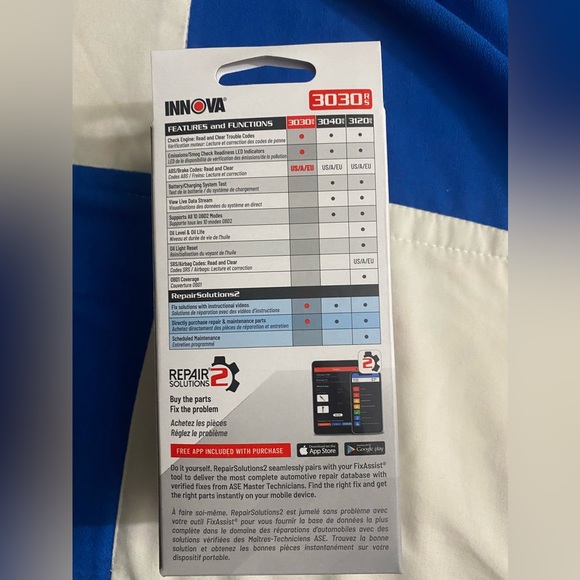 INNOVA®
3030RS
FEATURES and FUNCTIONS 3030RS 3040RS 3120RS
Check Engine: Read and Clear Trouble Codes
Vérification moteur: Lecture et correction des codes de panne
Emissions/Smog Check Readiness LED Indicators
LED de la disponibilité de vérification des émissions/de la pollution
ABS/Brake Codes: Read and Clear US/A/EU US/A/EU US/A/EU
Codes ABS / Freins: Lecture et correction
Battery/Charging System Test
Test de la batterie / du système de chargement
View Live Data Stream
Visualisations des données du système en direct
Supports All 10 OBD2 Modes
Supporte tous les 10 modes OBD2
Oil Level & Oil Life
Niveau et durée de vie de l'huile
Oil Light Reset
Réinitialisation du voyant de l'huile
SRS/Airbag Codes: Read and Clear US/A/EU
Codes SRS / Airbags: Lecture et correction
OBD1 Coverage
Couverture OBD1
RepairSolutions2
Fix solutions with instructional videos
Solutions de réparation avec des vidéos d'instructions
Directly purchase repair & maintenance parts
Achetez directement des pièces de réparation et entretien
Scheduled Maintenance
Entretien programmé
REPAIR
SOLUTIONS 2
2
Buy the parts
Fix the problem
Achetez les pièces
Réglez le problème
FREE APP INCLUDED WITH PURCHASE
Download on the
App Store
Google play
Do it yourself. RepairSolutions2 seamlessly pairs with your FixAssist®
tool to deliver the most complete automotive repair database with
verified fixes from ASE Master Technicians. Find the right fix and get
the right parts instantly on your mobile device.
À faire soi-même. RepairSolutions2 est jumelé sans problème avec
votre outil FixAssist® pour vous fournir la base de données la plus
complète dans le domaine des réparations d'automobiles avec des
solutions vérifiées des Maîtres-Techniciens ASE. Trouvez la bonne
solution et obtenez les bonnes pièces instantanément sur votre
dispositif portable.